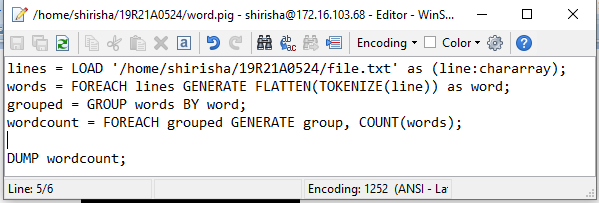 /home/shirisha/19R21A0524/word.pig - shirisha@172.16.103.68 - Editor - WinS...
Encoding Color
lines = LOAD '/home/shirisha/19R21A0524/file.txt' as (line:chararray);
words = FOREACH lines GENERATE FLATTEN(TOKENIZE(line)) as word;
grouped = GROUP words BY word;
wordcount = FOREACH grouped GENERATE group, COUNT(words);
DUMP wordcount;
Line: 5/6 Encoding: 1252 (ANSI - La